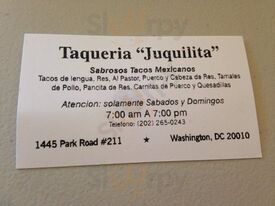 Taqueria "Juquilita"
Sabrosos Tacos Mexicanos
Tacos de lengua, Res, Al Pastor, Puerco y Cabeza de Res, Tamales
de Pollo, Pancita de Res, Carnitas de Puerco y Quesadillas
Atencion: solamente Sabados y Domingos
7:00 am A 7:00 pm
Telefono: (202) 265-0243
1445 Park Road #211 ★ Washington, DC 20010